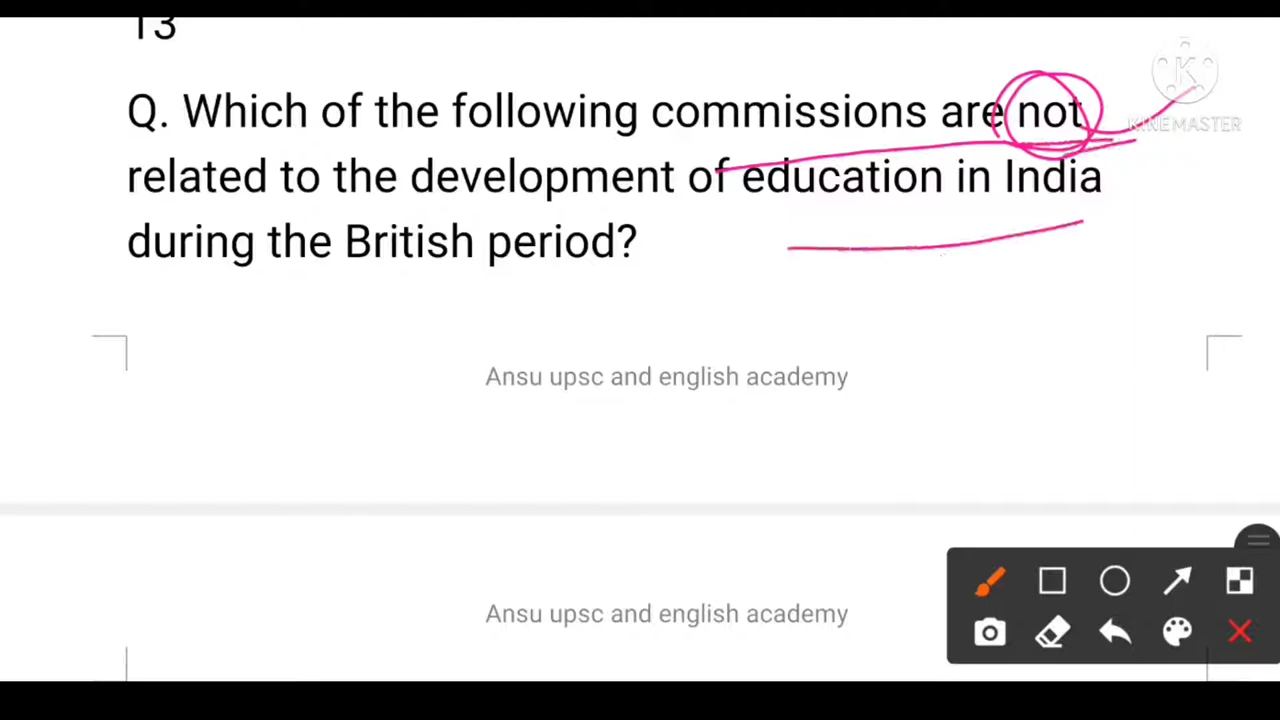 13
Q. Which of the following commissions are not
KINEMASTER
related to the development of education in India
during the British period?
Ansu upsc and english academy
Ansu upsc and english academy